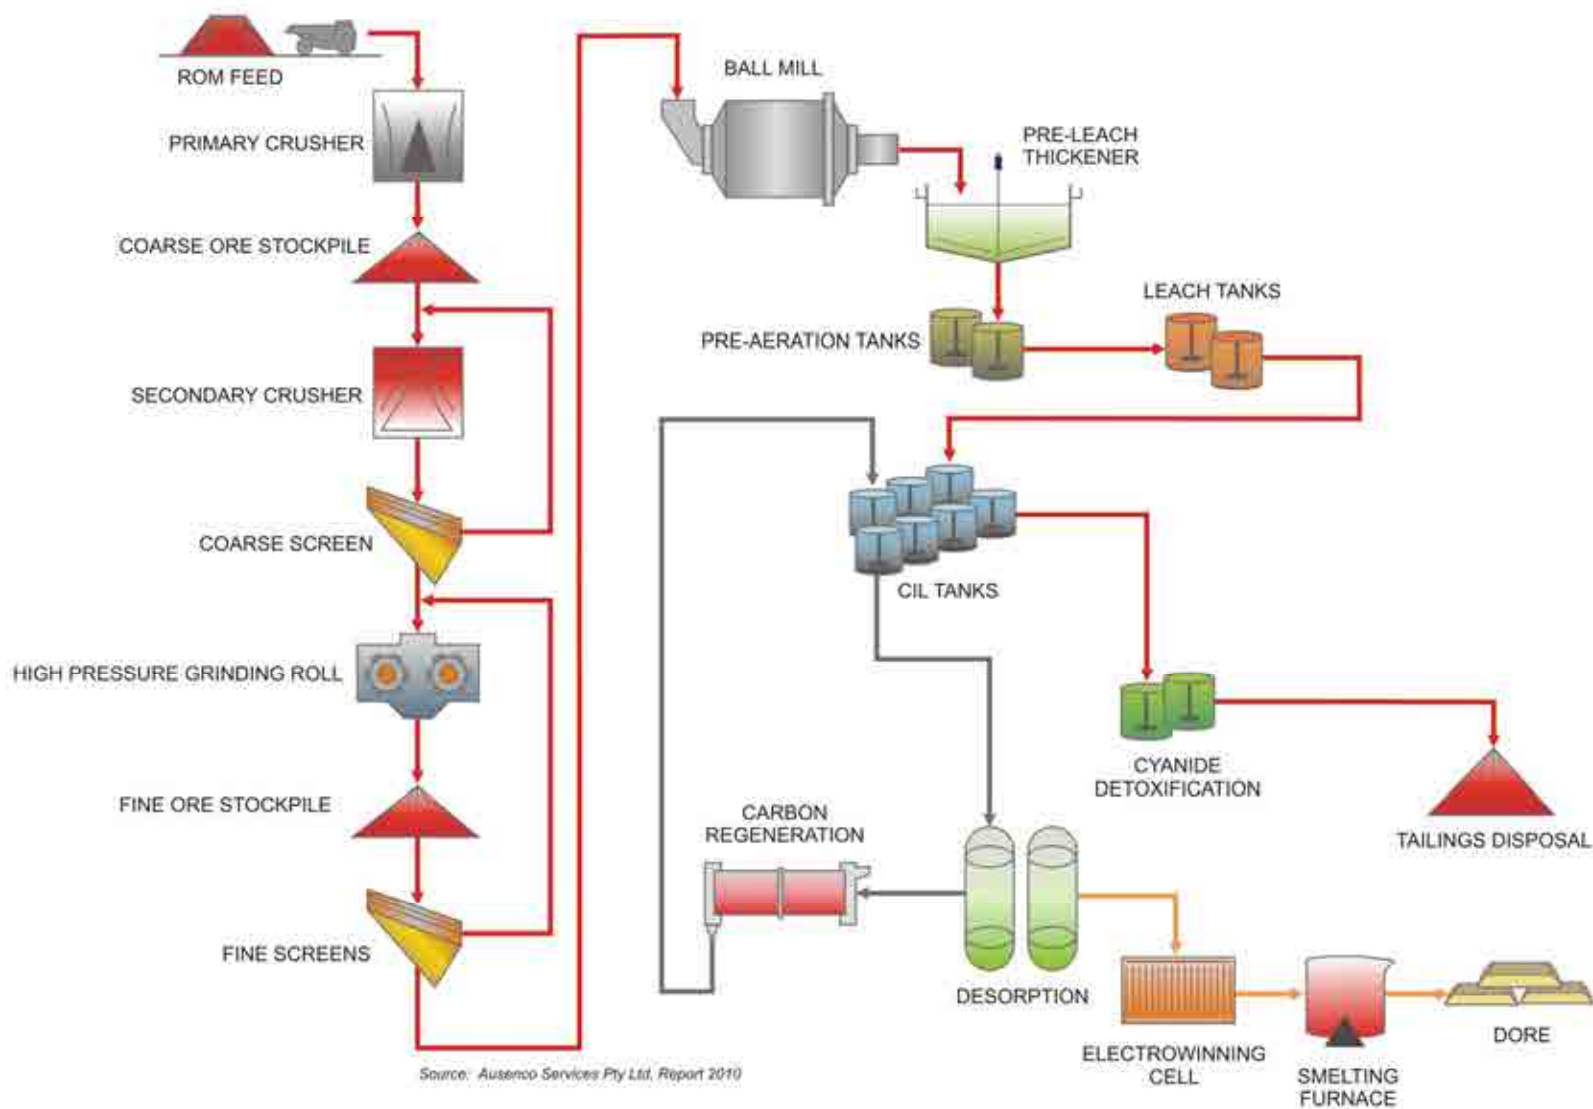 ROM FEED
PRIMARY CRUSHER
COARSE ORE STOCKPILE
SECONDARY CRUSHER
COARSE SCREEN
HIGH PRESSURE GRINDING ROLL
FINE ORE STOCKPILE
FINE SCREENS
BALL MILL
PRE-LEACH
THICKENER
LEACH TANKS
PRE-AERATION TANKS
CIL TANKS
CYANIDE
DETOXIFICATION
TAILINGS DISPOSAL
CARBON
REGENERATION
DESORPTION
ELECTROWINNING
CELL
SMELTING
FURNACE
DORE
Source: Ausenco Services Pty Ltd, Report 2010